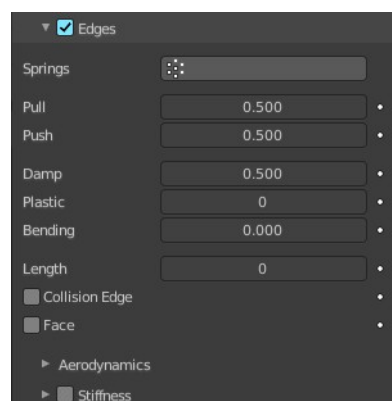 Edges
Springs
Pull 0.500
Push 0.500
Damp 0.500
Plastic 0
Bending 0.000
Length 0
Collision Edge
Face
Aerodynamics
Stiffness